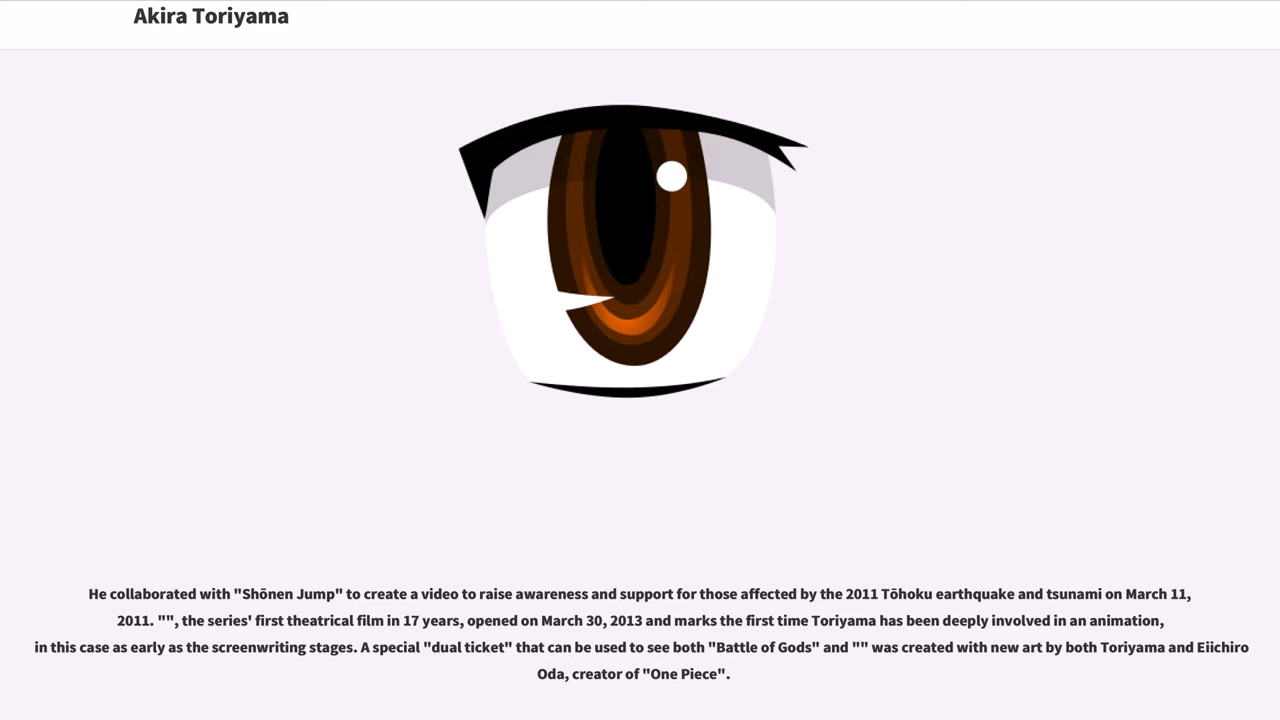 Akira Toriyama
He collaborated with "Shōnen Jump" to create a video to raise awareness and support for those affected by the 2011 Tōhoku earthquake and tsunami on March 11,
2011. "", the series' first theatrical film in 17 years, opened on March 30, 2013 and marks the first time Toriyama has been deeply involved in an animation,
in this case as early as the screenwriting stages. A special "dual ticket" that can be used to see both "Battle of Gods" and "" was created with new art by both Toriyama and Eiichiro
Oda, creator of "One Piece".